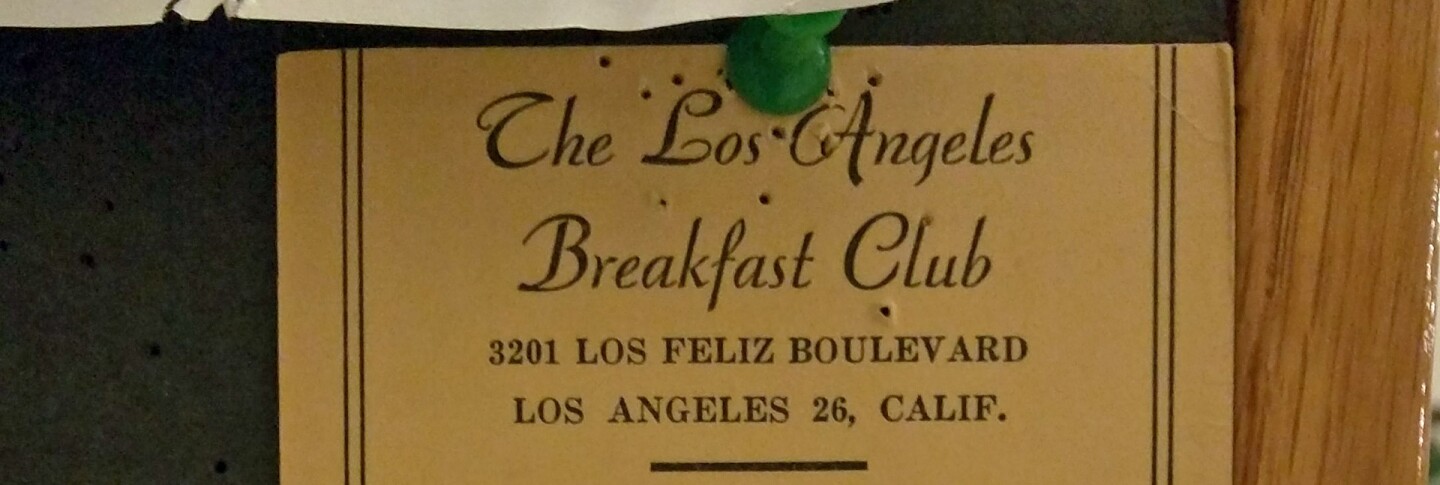 The Los Angeles
Breakfast Club
3201 LOS FELIZ BOULEVARD
LOS ANGELES 26, CALIF.